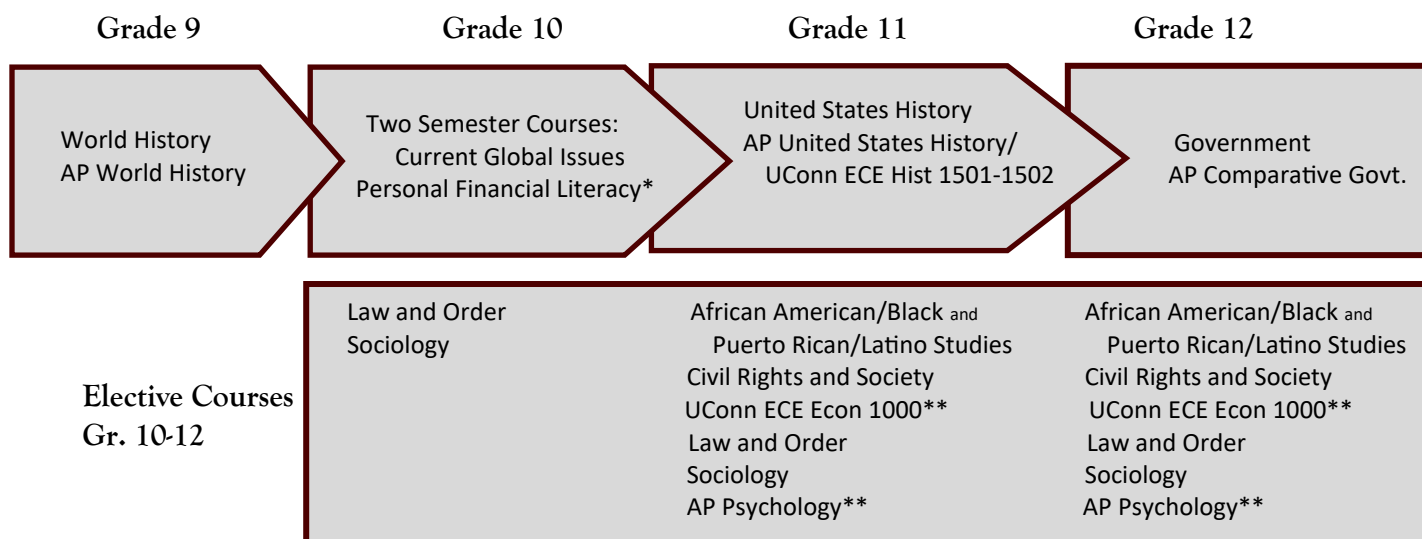 Grade 9
Grade 10
Grade 11
Grade 12
World History
AP World History
Two Semester Courses:
Current Global Issues
Personal Financial Literacy*
United States History
AP United States History/
UConn ECE Hist 1501-1502
Government
AP Comparative Govt.
Elective Courses
Gr. 10-12
Law and Order
Sociology
African American/Black and
Puerto Rican/Latino Studies
Civil Rights and Society
UConn ECE Econ 1000**
Law and Order
Sociology
AP Psychology**
African American/Black and
Puerto Rican/Latino Studies
Civil Rights and Society
UConn ECE Econ 1000**
Law and Order
Sociology
AP Psychology**